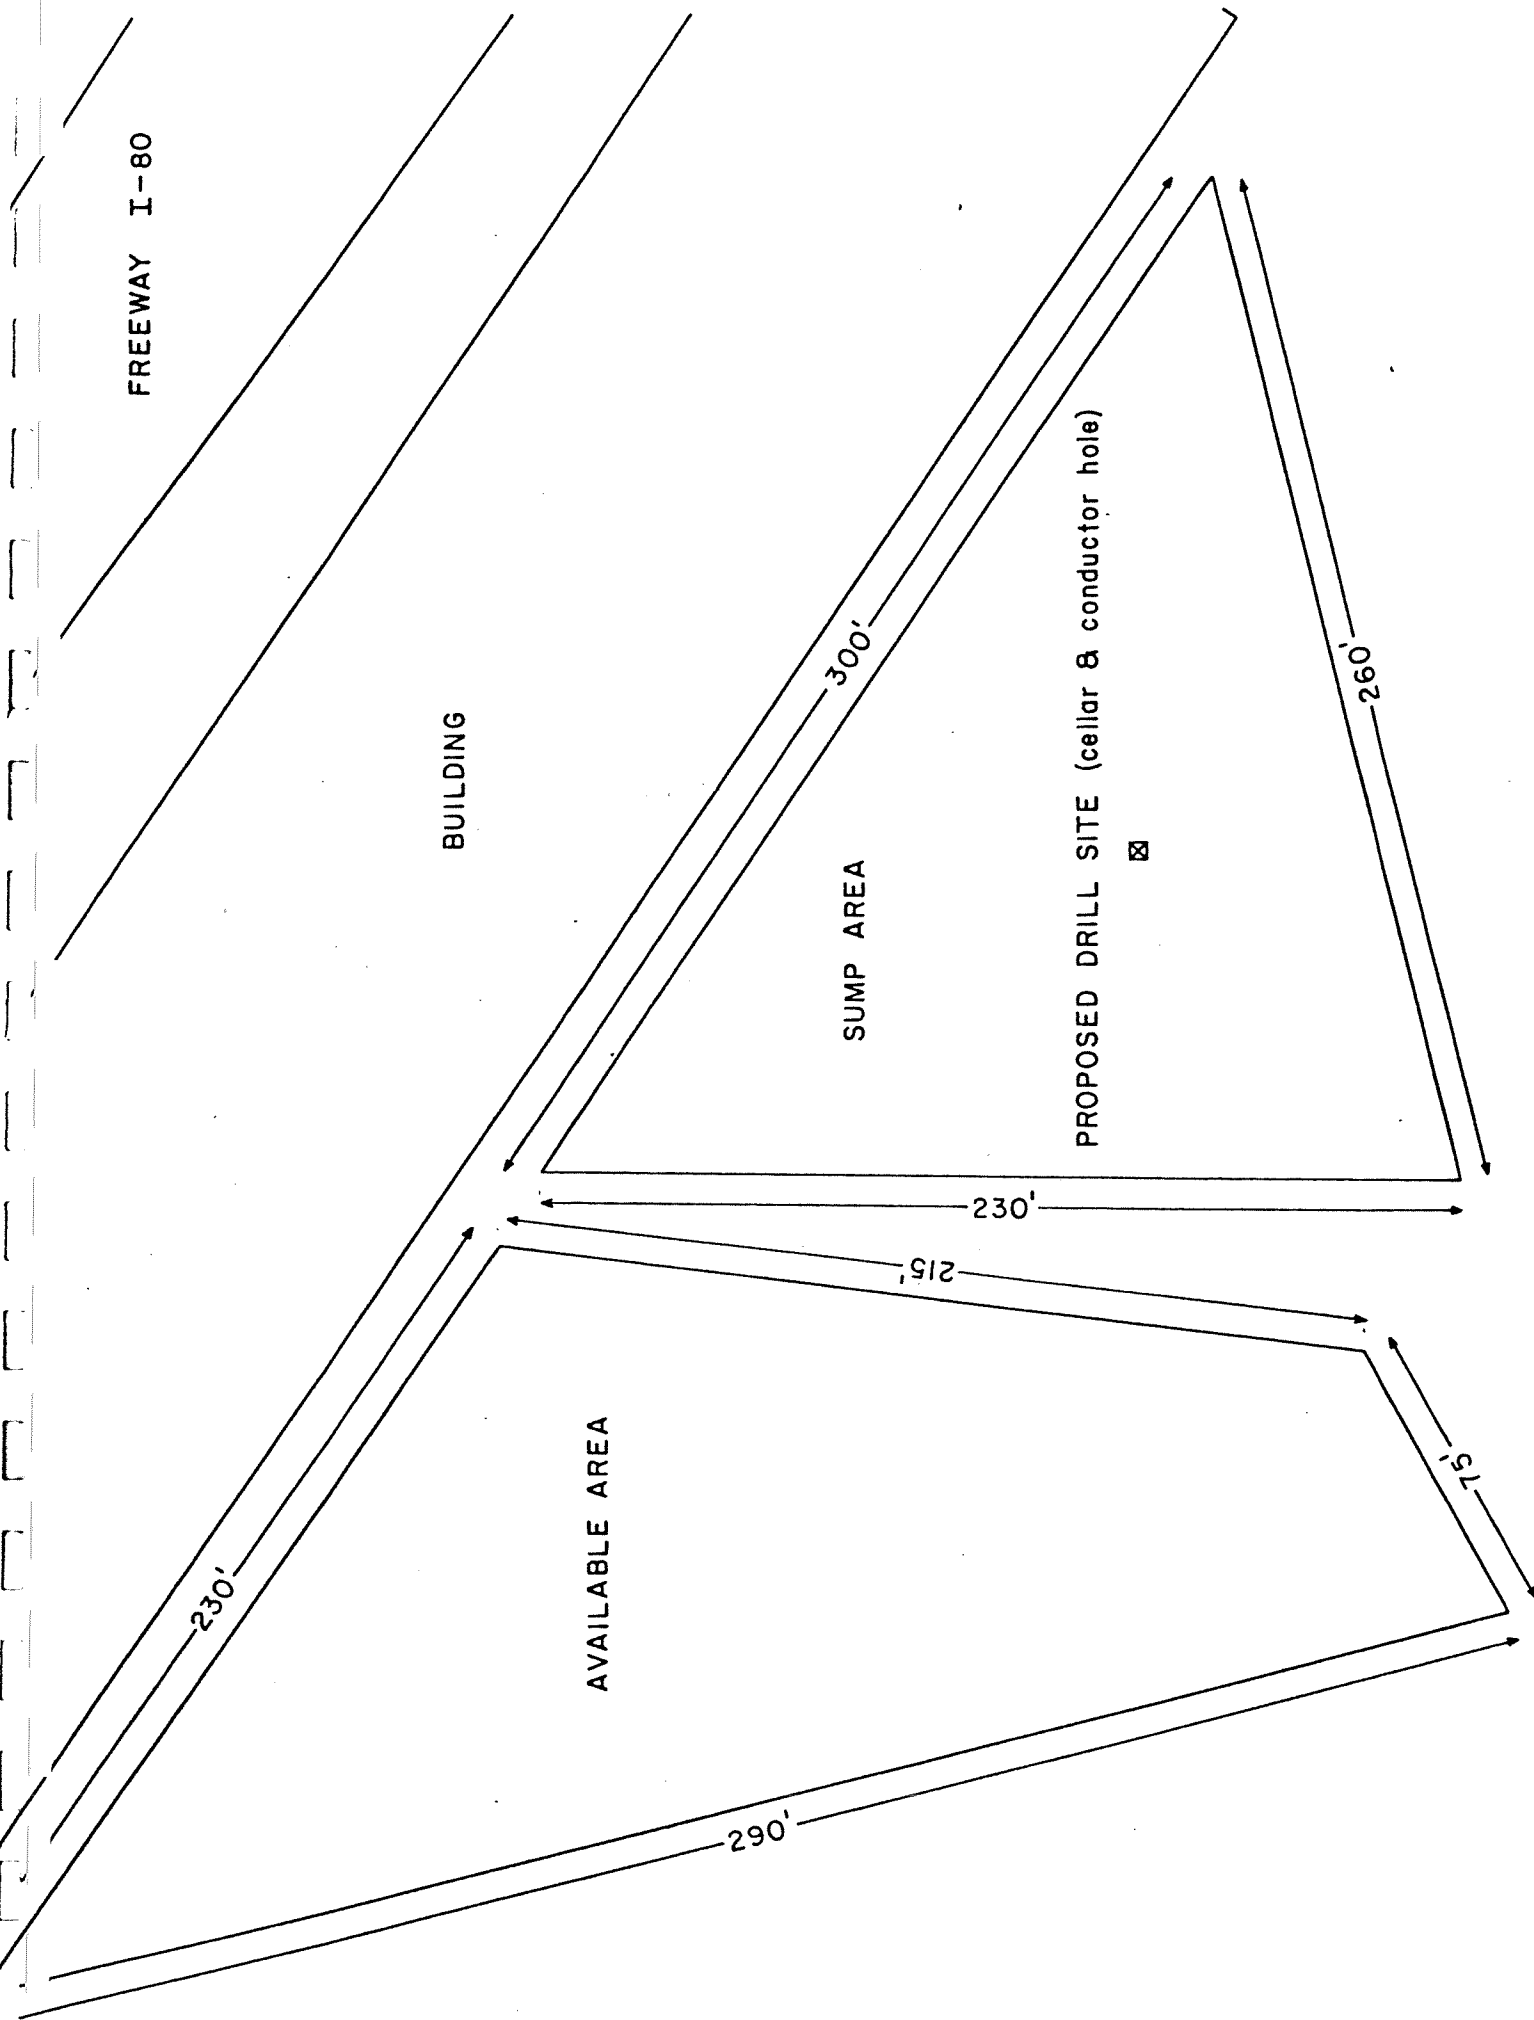 FREEWAY I-80
BUILDING
300'
SUMP AREA
PROPOSED DRILL SITE (cellar & conductor hole)
260'
230'
215'
230'
AVAILABLE AREA
75'
290'